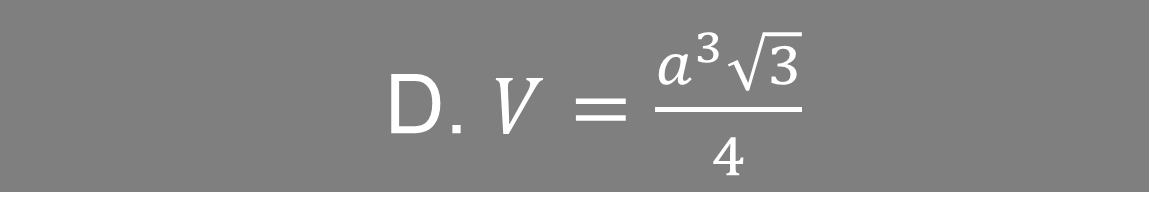 D. V = a³√3 / 4